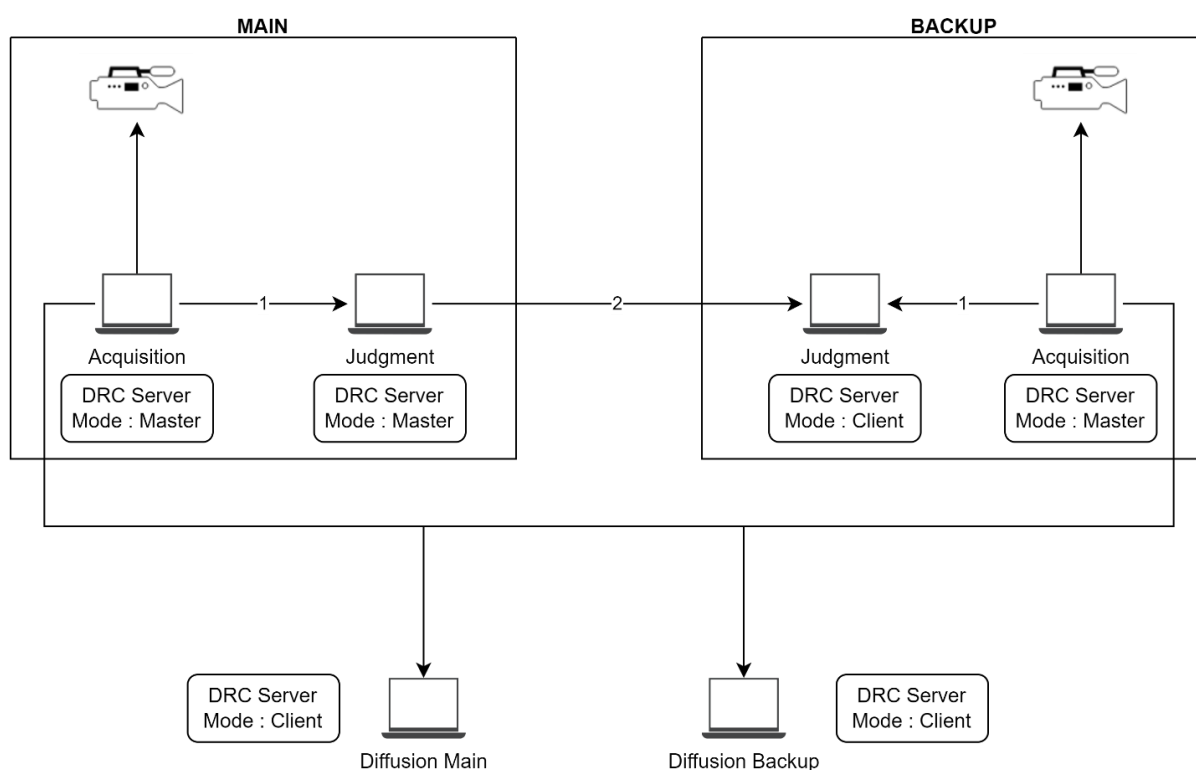 MAIN
BACKUP
1
2
1
Acquisition
Judgment
Judgment
Acquisition
DRC Server
Mode : Master
DRC Server
Mode : Master
DRC Server
Mode : Client
DRC Server
Mode : Master
DRC Server
Mode : Client
DRC Server
Mode : Client
Diffusion Main
Diffusion Backup